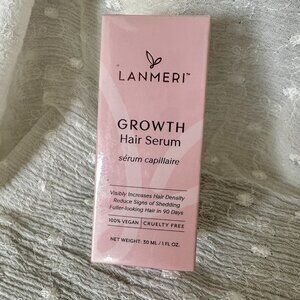 LANMERI™
GROWTH
Hair Serum
sérum capillaire
Visibly Increases Hair Density
Reduce Signs of Shedding
Fuller-looking Hair in 90 Days
100% VEGAN | CRUELTY FREE
NET WEIGHT: 30 ML / 1 FL OZ.